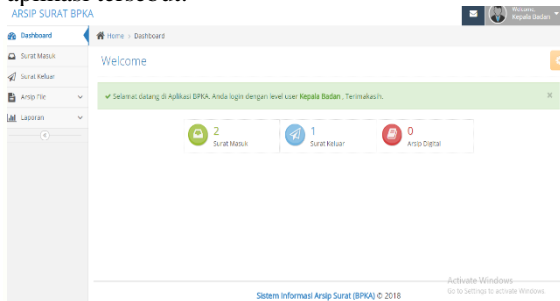 ARSIP SURAT BPKA
Welcome,
Kepala Badan
Dashboard
Home > Dashboard
Surat Masuk
Surat Keluar
Arsip File
Laporan
Welcome
Selamat datang di Aplikasi BPKA. Anda login dengan level user Kepala Badan , Terimakasih.
2
Surat Masuk
1
Surat Keluar
0
Arsip Digital
Activate Windows
Go to Settings to activate Windows.
Sistem Informasi Arsip Surat (BPKA) © 2018